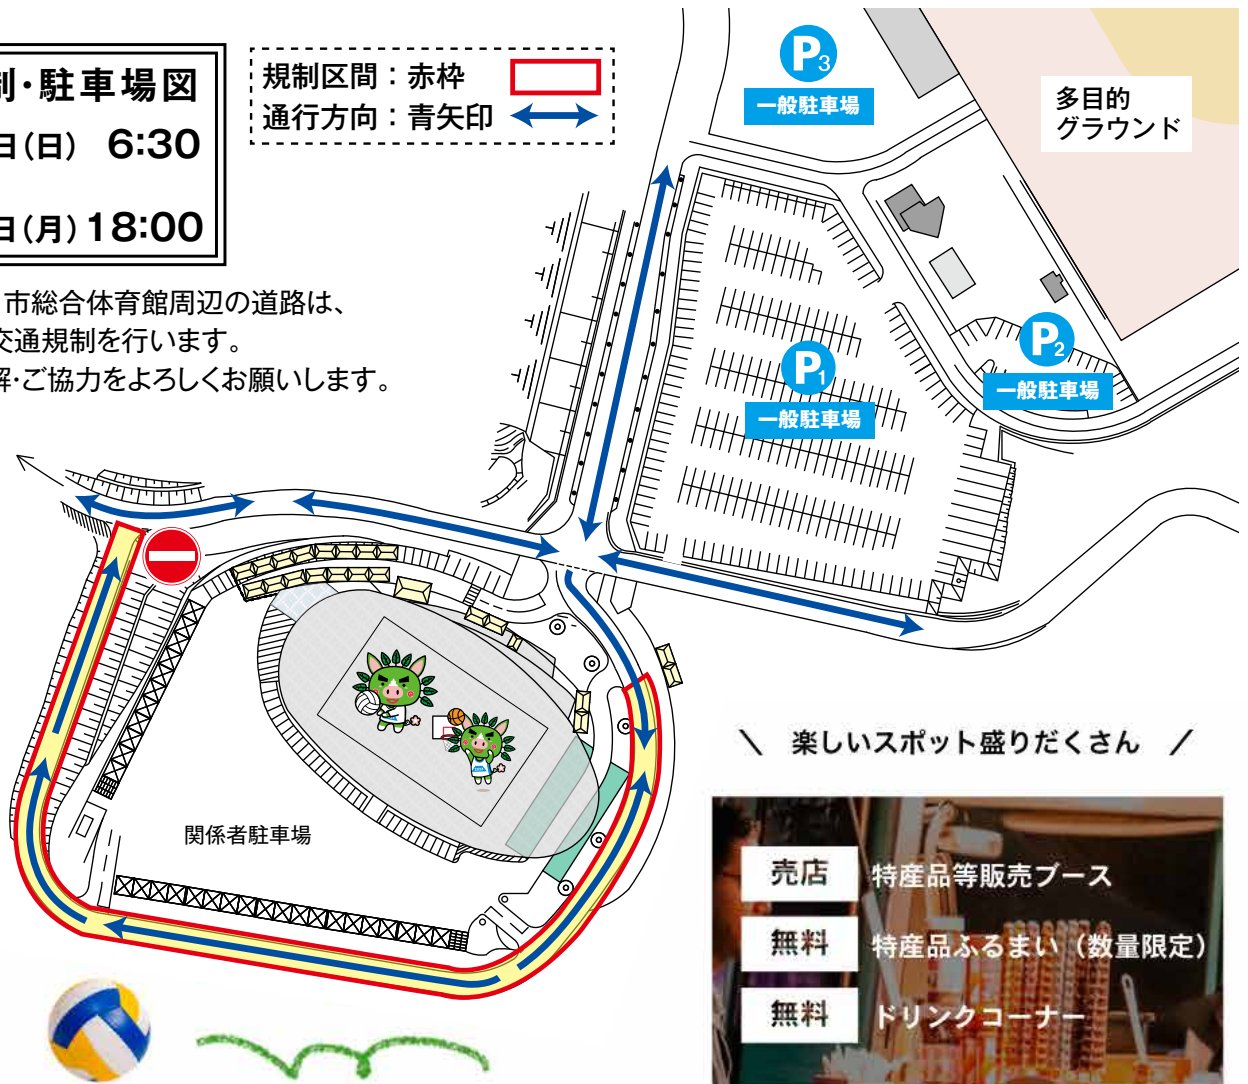 制・駐車場図
日(日) 6:30
日(月)18:00
規制区間：赤枠
通行方向：青矢印
市総合体育館周辺の道路は、
交通規制を行います。
解・ご協力をよろしくお願いします。
P3
一般駐車場
多目的
グラウンド
P2
一般駐車場
P1
一般駐車場
関係者駐車場
＼ 楽しいスポット盛りだくさん ／
売店 特産品等販売ブース
無料 特産品ふるまい（数量限定）
無料 ドリンクコーナー